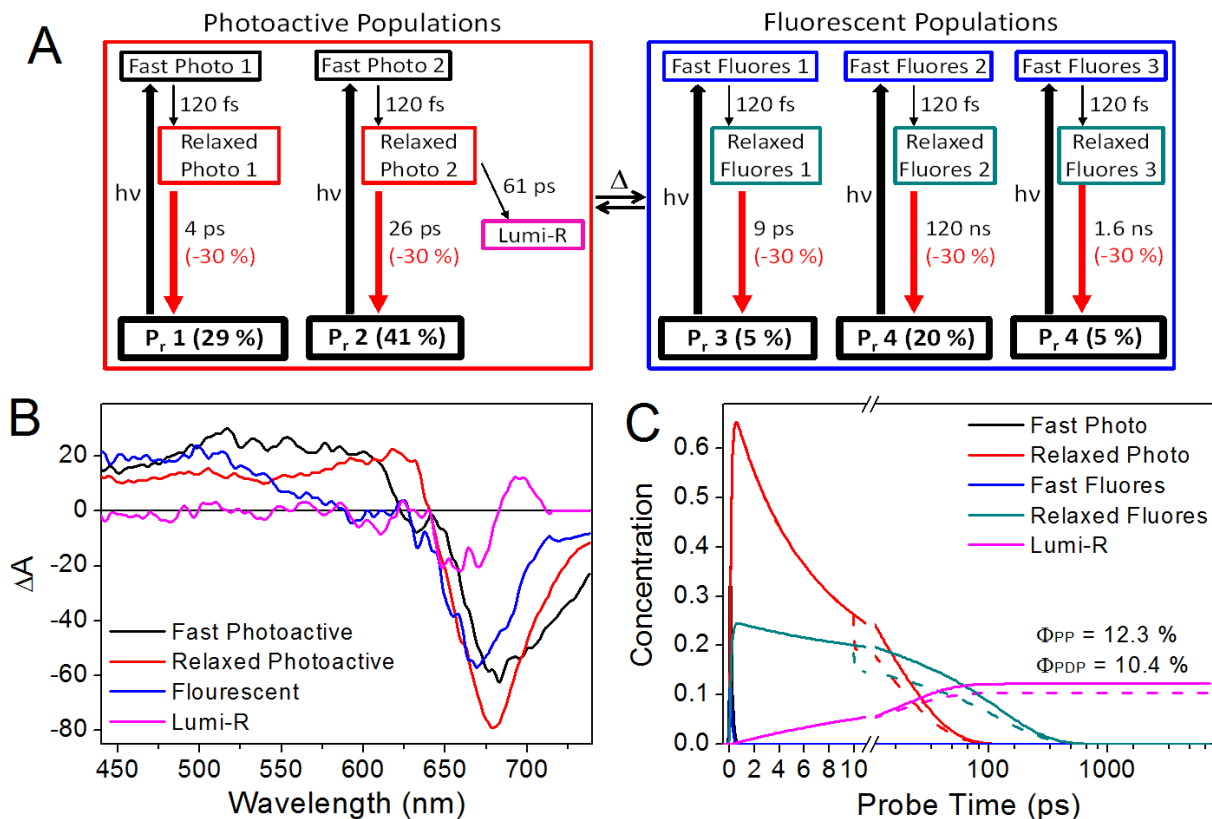 Photoactive Populations
Fluorescent Populations
A
Fast Photo 1
Fast Photo 2
Fast Fluores 1
Fast Fluores 2
Fast Fluores 3
120 fs
120 fs
120 fs
120 fs
120 fs
Relaxed
Photo 1
Relaxed
Photo 2
Relaxed
Fluores 1
Relaxed
Fluores 2
Relaxed
Fluores 3
hν
hν
hν
hν
hν
61 ps
Δ
Lumi-R
4 ps
(-30 %)
26 ps
(-30 %)
9 ps
(-30 %)
120 ns
(-30 %)
1.6 ns
(-30 %)
Pr 1 (29 %)
Pr 2 (41 %)
Pr 3 (5 %)
Pr 4 (20 %)
Pr 4 (5 %)
B
ΔA
20
0
-20
-40
-60
-80
Fast Photoactive
Relaxed Photoactive
Flourescent
Lumi-R
450 500 550 600 650 700
Wavelength (nm)
C
Concentration
0.6
0.5
0.4
0.3
0.2
0.1
0.0
Fast Photo
Relaxed Photo
Fast Fluores
Relaxed Fluores
Lumi-R
ΦPP = 12.3 %
ΦPDP = 10.4 %
0 2 4 6 8 10 100 1000
Probe Time (ps)